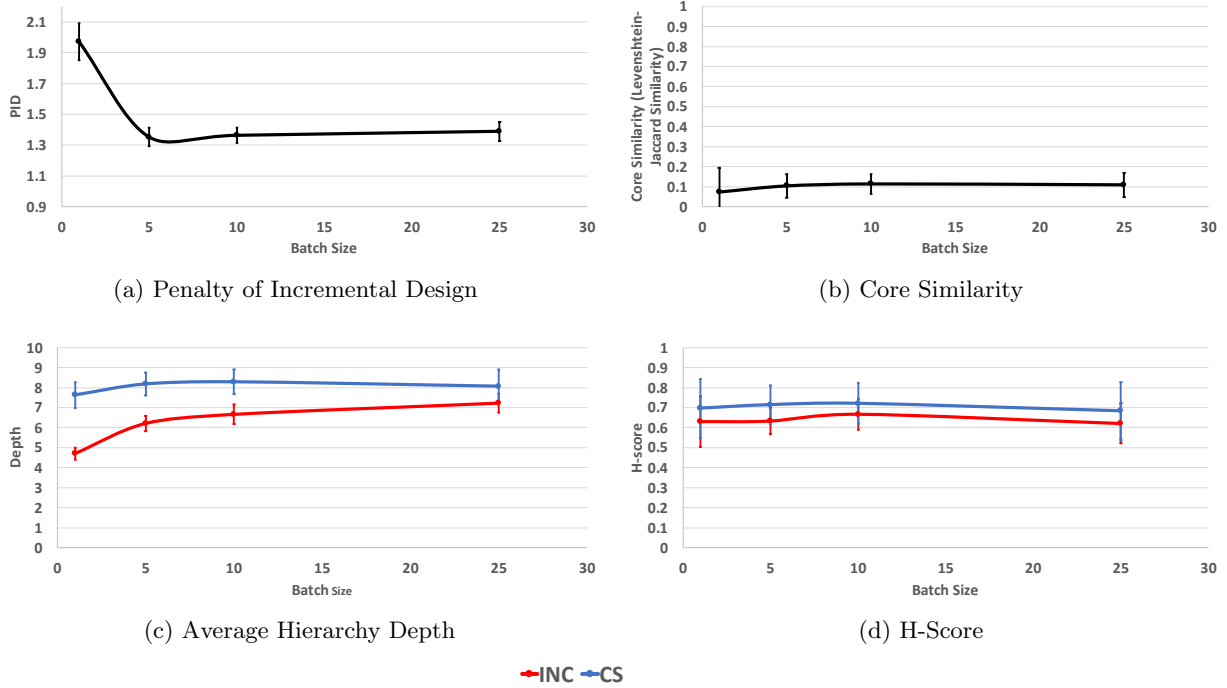 2.1
1.9
1.7
1.5
1.3
1.1
0.9
PID
0 5 10 15 20 25 30
Batch Size
(a) Penalty of Incremental Design
1
0.9
0.8
0.7
0.6
0.5
0.4
0.3
0.2
0.1
0
Core Similarity (Levenshtein-
Jaccard Similarity)
0 5 10 15 20 25 30
Batch Size
(b) Core Similarity
10
9
8
7
6
5
4
3
2
1
0
Depth
0 5 10 15 20 25 30
Batch Size
(c) Average Hierarchy Depth
1
0.9
0.8
0.7
0.6
0.5
0.4
0.3
0.2
0.1
0
H-score
0 5 10 15 20 25 30
Batch Size
(d) H-Score
INC CS